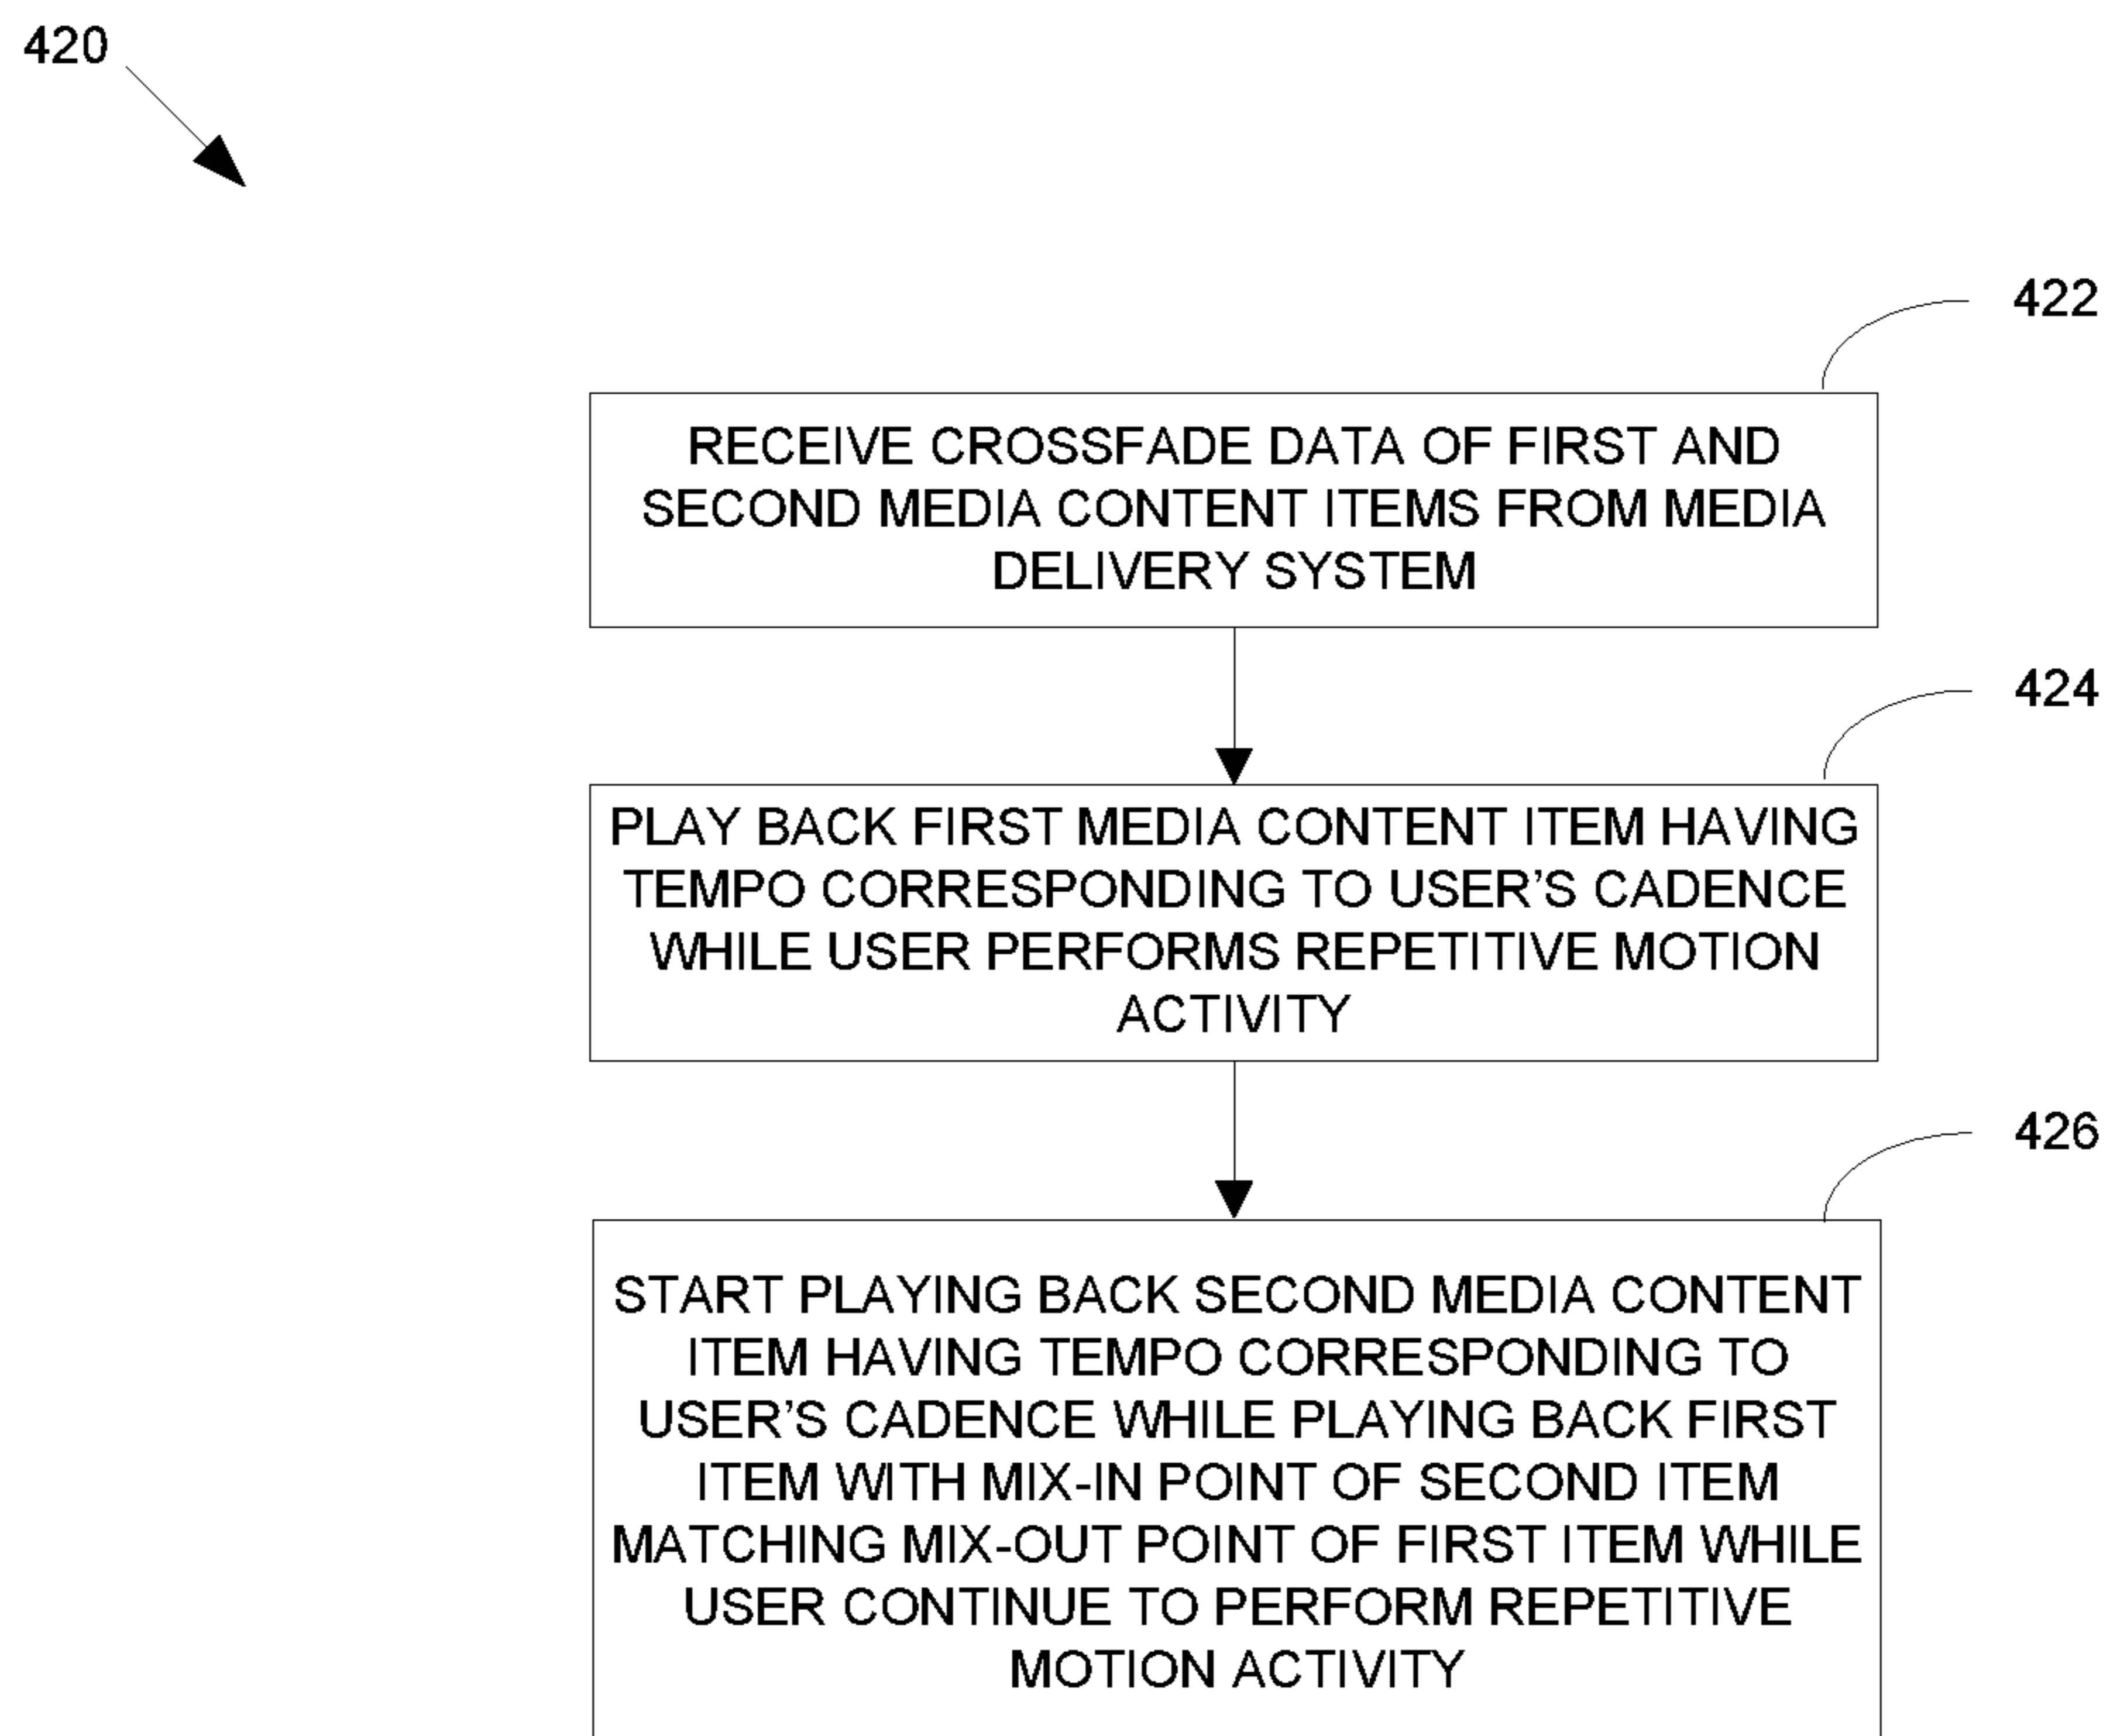 420
422
RECEIVE CROSSFADE DATA OF FIRST AND
SECOND MEDIA CONTENT ITEMS FROM MEDIA
DELIVERY SYSTEM
424
PLAY BACK FIRST MEDIA CONTENT ITEM HAVING
TEMPO CORRESPONDING TO USER'S CADENCE
WHILE USER PERFORMS REPETITIVE MOTION
ACTIVITY
426
START PLAYING BACK SECOND MEDIA CONTENT
ITEM HAVING TEMPO CORRESPONDING TO
USER'S CADENCE WHILE PLAYING BACK FIRST
ITEM WITH MIX-IN POINT OF SECOND ITEM
MATCHING MIX-OUT POINT OF FIRST ITEM WHILE
USER CONTINUE TO PERFORM REPETITIVE
MOTION ACTIVITY